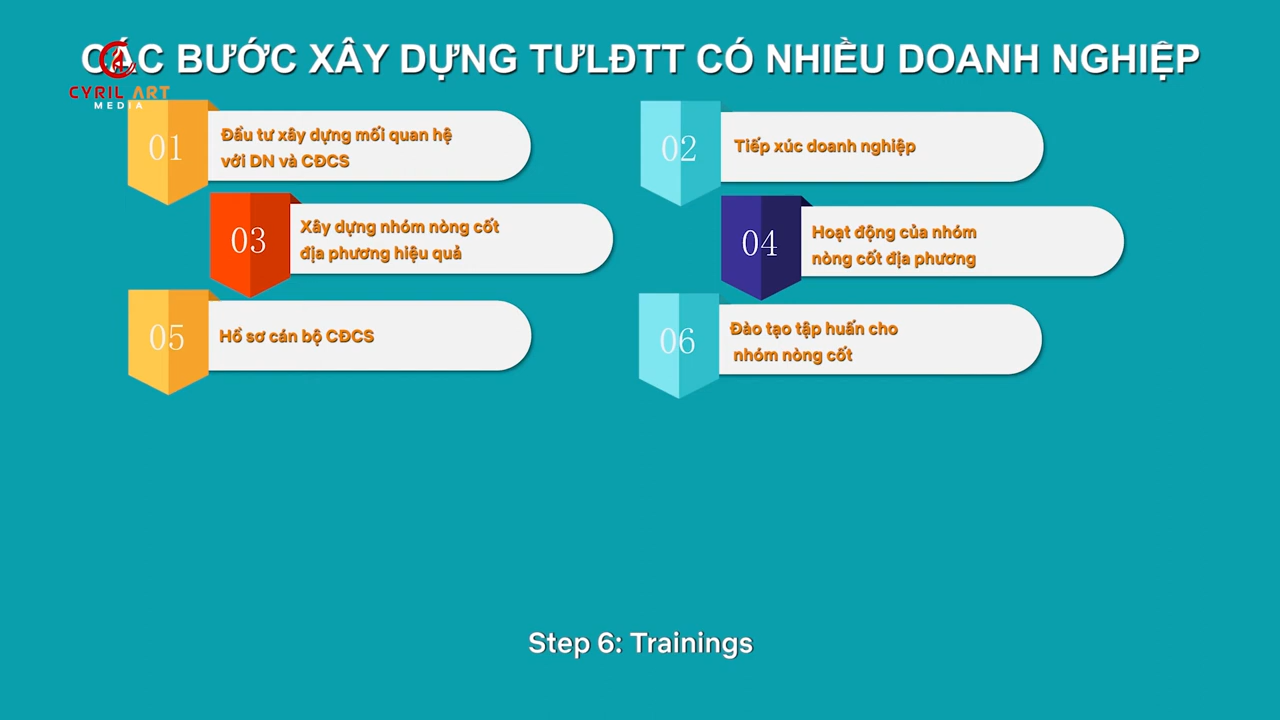 CÁC BƯỚC XÂY DỰNG TƯLĐTT CÓ NHIỀU DOANH NGHIỆP
CYRIL ART
MEDIA
01
Đầu tư xây dựng mối quan hệ
với DN và CĐCS
02
Tiếp xúc doanh nghiệp
03
Xây dựng nhóm nòng cốt
địa phương hiệu quả
04
Hoạt động của nhóm
nòng cốt địa phương
05
Hồ sơ cán bộ CĐCS
06
Đào tạo tập huấn cho
nhóm nòng cốt
Step 6: Trainings